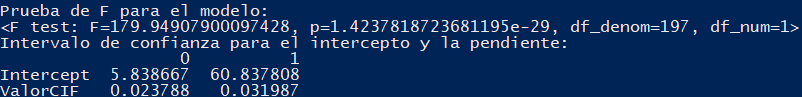 Prueba de F para el modelo:
<F test: F=179.94907900097428, p=1.4237818723681195e-29, df_denom=197, df_num=1>
Intervalo de confianza para el intercepto y la pendiente:
0 1
Intercept 5.838667 60.837808
ValorCIF 0.023788 0.031987